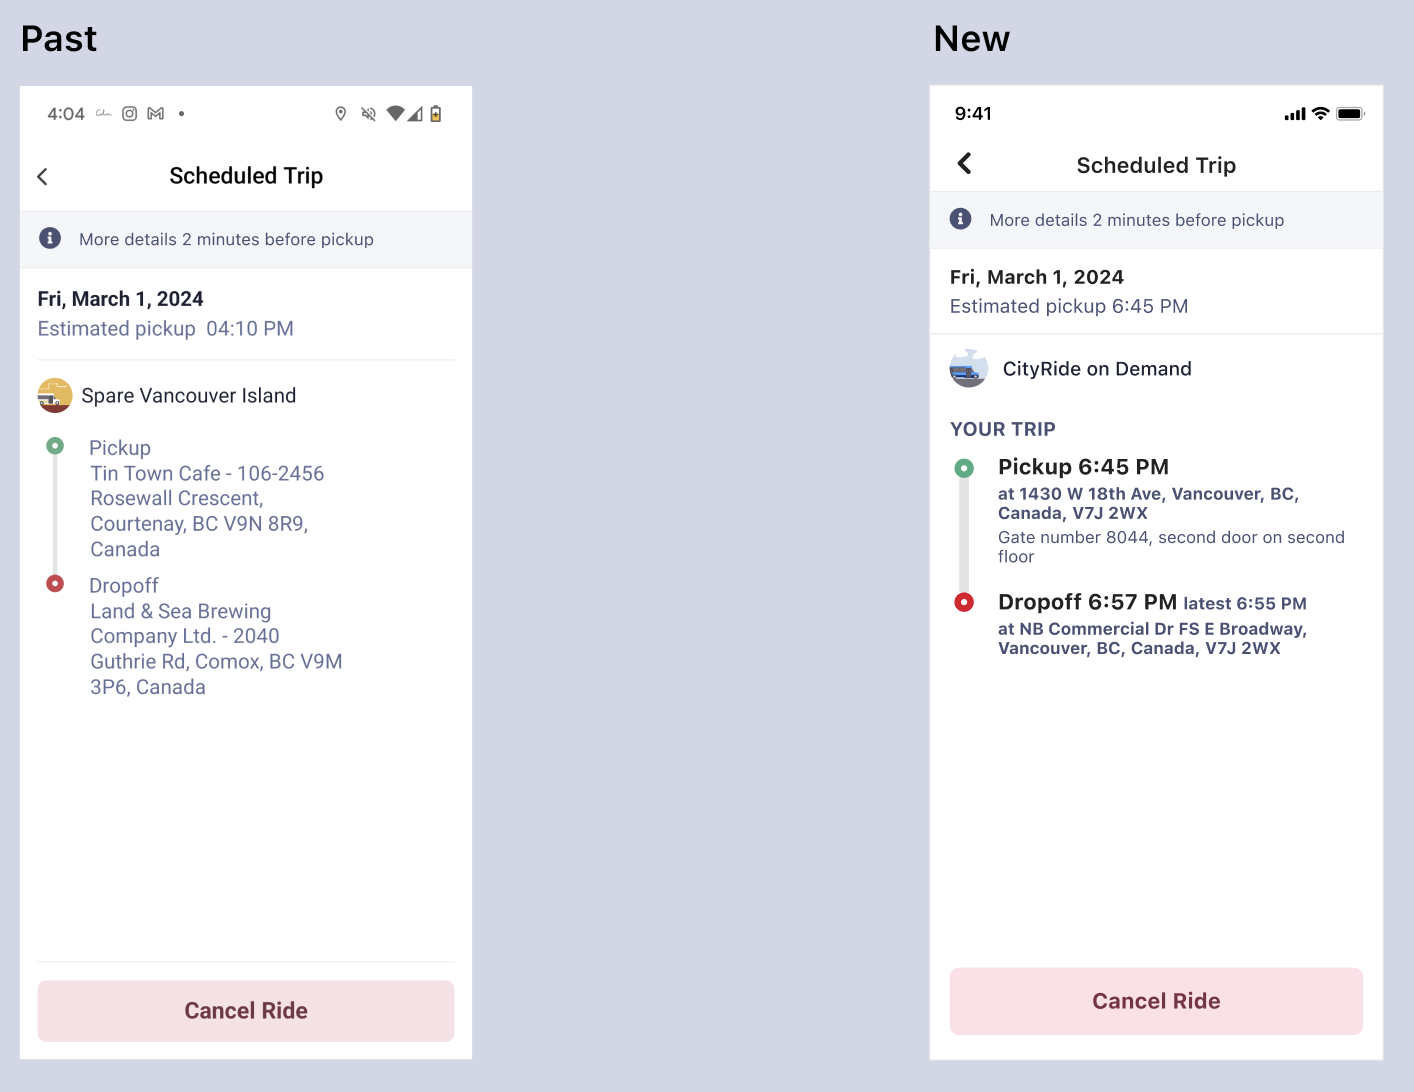 Past
4:04
Scheduled Trip
More details 2 minutes before pickup
Fri, March 1, 2024
Estimated pickup  04:10 PM
Spare Vancouver Island
Pickup
Tin Town Cafe - 106-2456
Rosewall Crescent,
Courtenay, BC V9N 8R9,
Canada
Dropoff
Land & Sea Brewing
Company Ltd. - 2040
Guthrie Rd, Comox, BC V9M
3P6, Canada
Cancel Ride
New
9:41
Scheduled Trip
More details 2 minutes before pickup
Fri, March 1, 2024
Estimated pickup 6:45 PM
CityRide on Demand
YOUR TRIP
Pickup 6:45 PM
at 1430 W 18th Ave, Vancouver, BC,
Canada, V7J 2WX
Gate number 8044, second door on second
floor
Dropoff 6:57 PM latest 6:55 PM
at NB Commercial Dr FS E Broadway,
Vancouver, BC, Canada, V7J 2WX
Cancel Ride